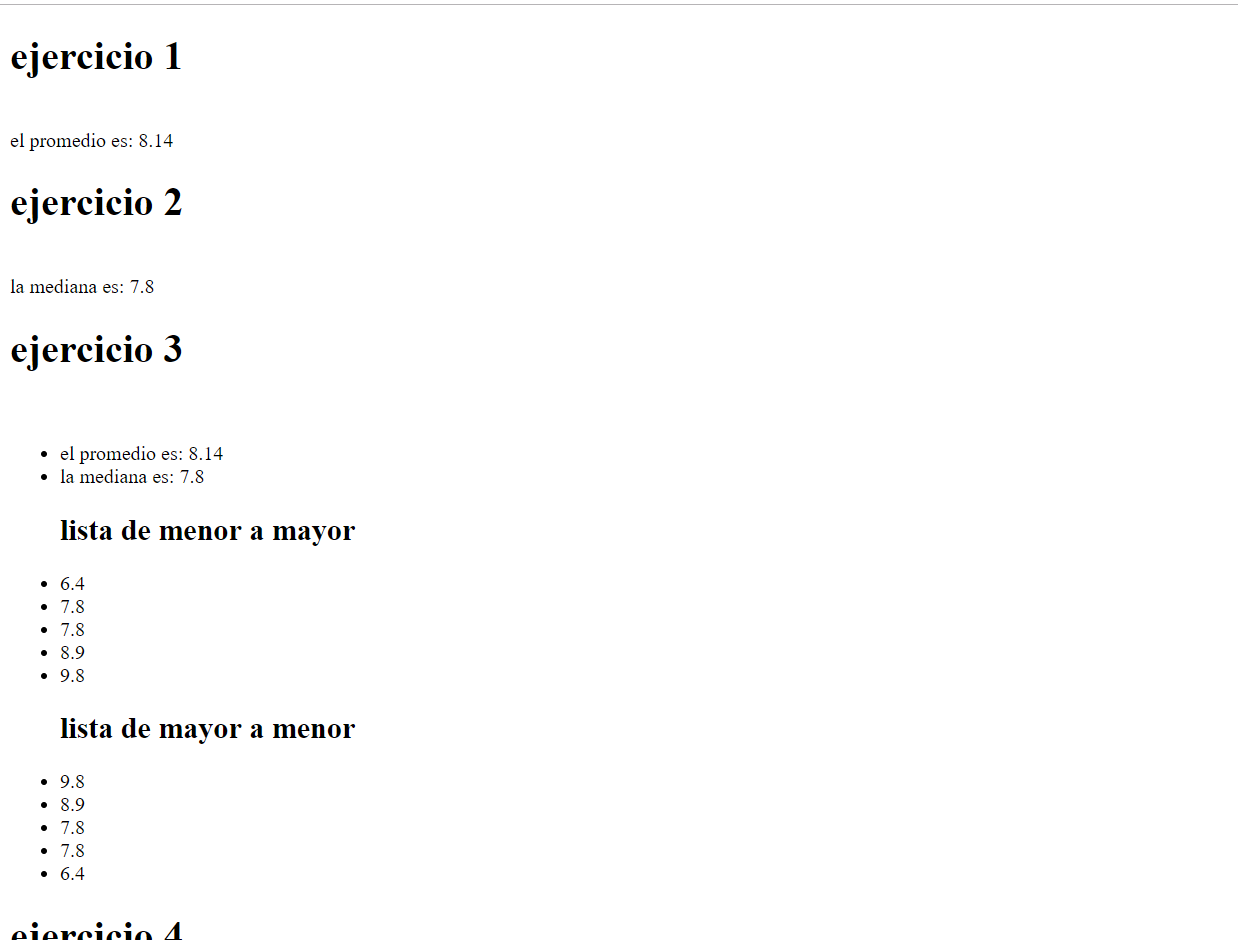 ejercicio 1
el promedio es: 8.14
ejercicio 2
la mediana es: 7.8
ejercicio 3
el promedio es: 8.14
la mediana es: 7.8
lista de menor a mayor
6.4
7.8
7.8
8.9
9.8
lista de mayor a menor
9.8
8.9
7.8
7.8
6.4
ejercicio 4